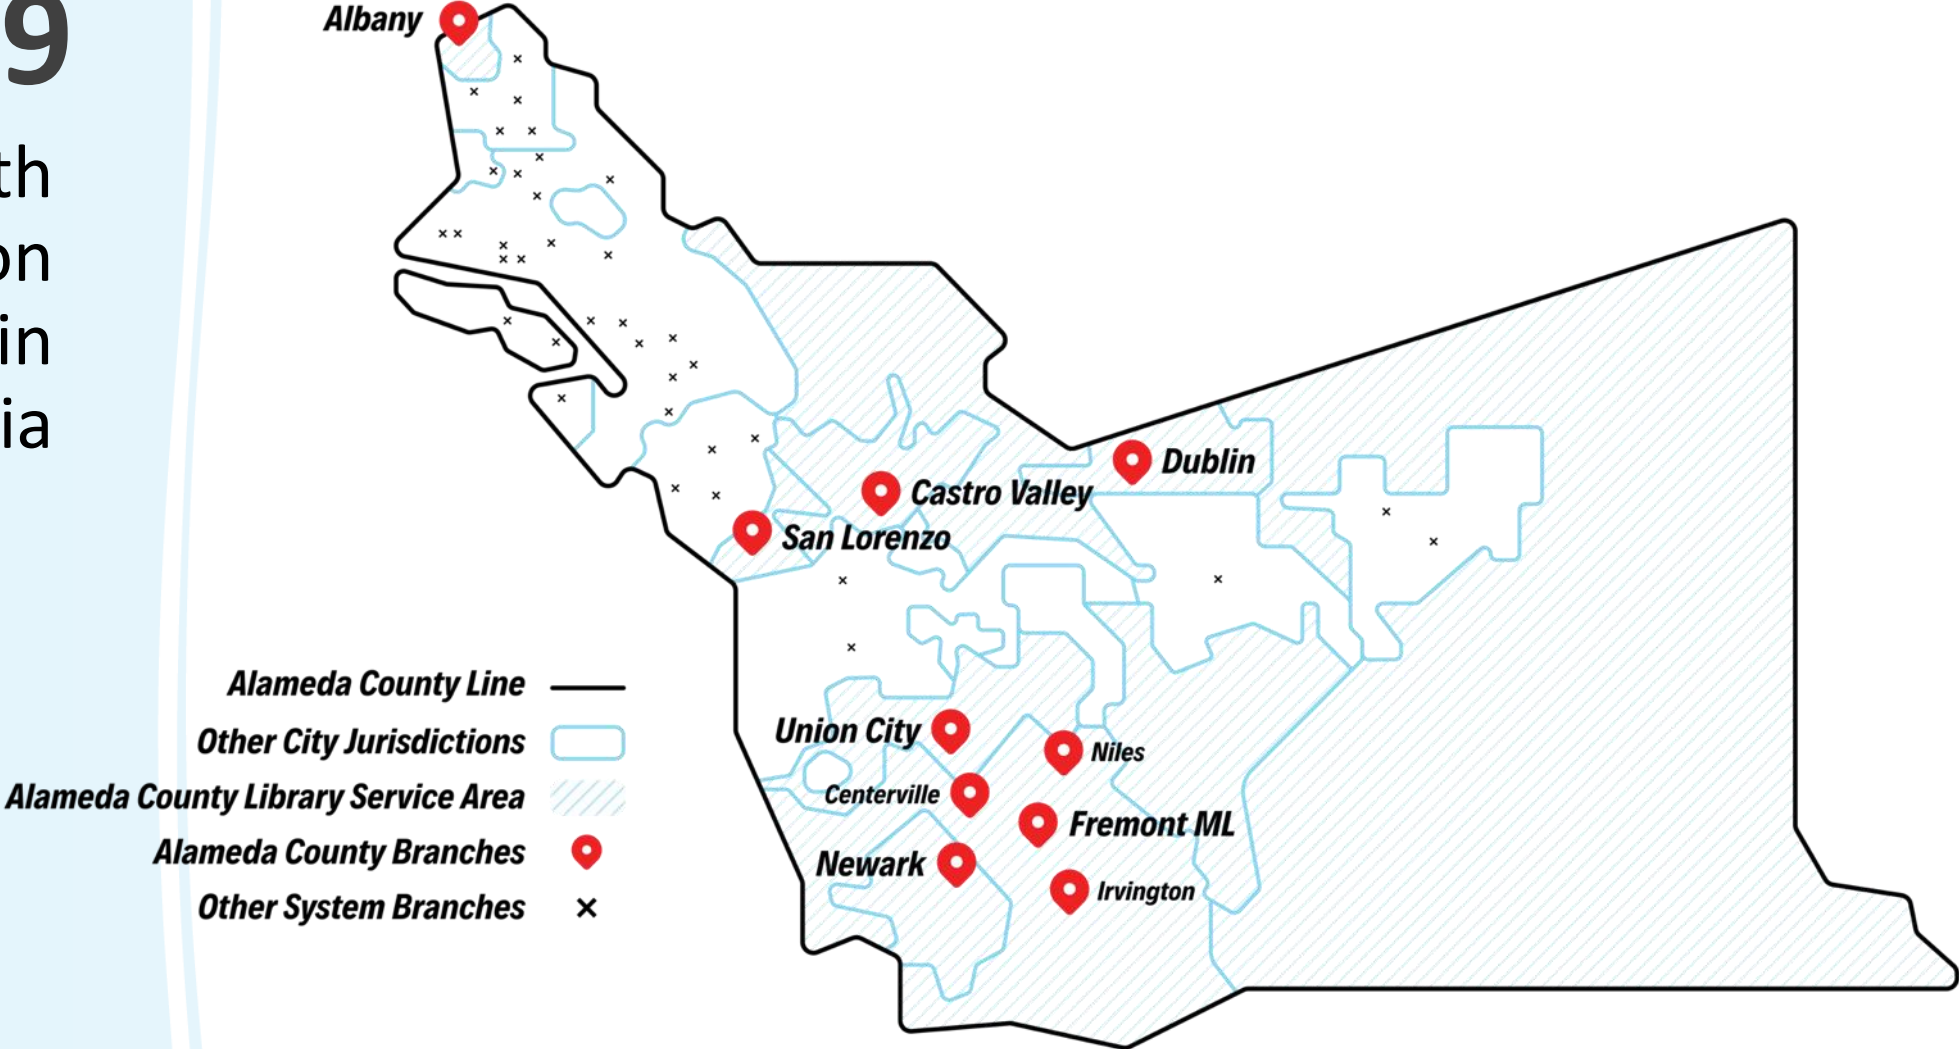 9
th
on
in
ia
Albany
Dublin
Castro Valley
San Lorenzo
Union City
Niles
Centerville
Fremont ML
Newark
Irvington
Alameda County Line
Other City Jurisdictions
Alameda County Library Service Area
Alameda County Branches
Other System Branches